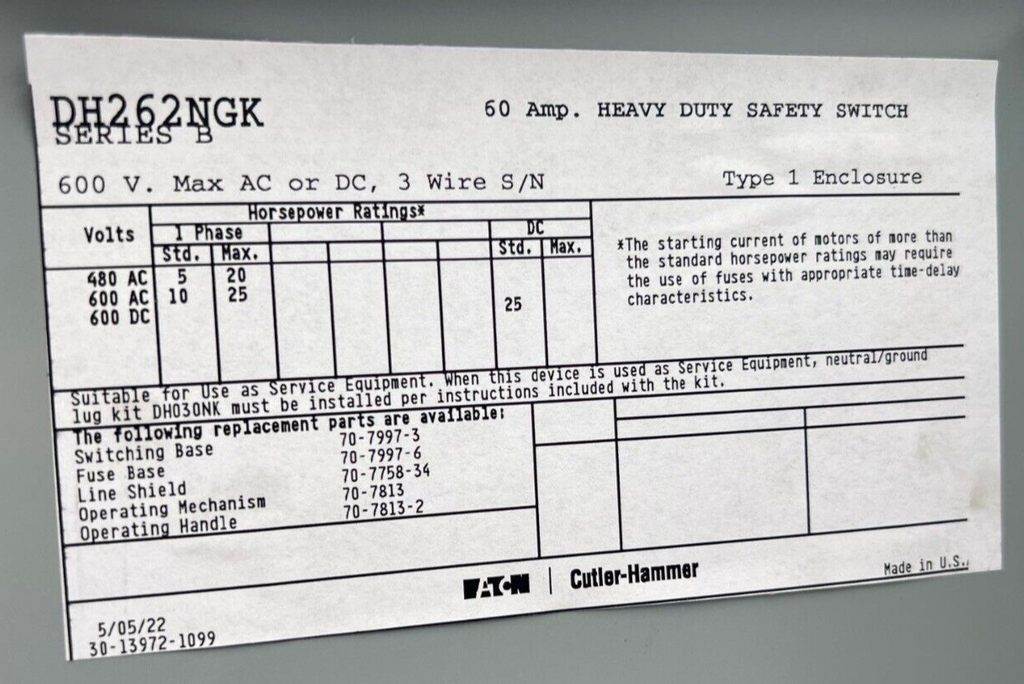 DH262NGK
SERIES B
60 Amp. HEAVY DUTY SAFETY SWITCH
600 V. Max AC or DC, 3 Wire S/N
Type 1 Enclosure
Volts
Horsepower Ratings*
1 Phase
DC
Std. Max.
Std. Max.
480 AC 5 20
600 AC 10 25
600 DC 25
*The starting current of motors of more than
the standard horsepower ratings may require
the use of fuses with appropriate time-delay
characteristics.
Suitable for Use as Service Equipment. When this device is used as Service Equipment, neutral/ground
lug kit DH030NK must be installed per instructions included with the kit.
The following replacement parts are available:
Switching Base 70-7997-3
Fuse Base 70-7997-6
Line Shield 70-7758-34
Operating Mechanism 70-7813
Operating Handle 70-7813-2
EATON | Cutler-Hammer
Made in U.S.
5/05/22
30-13972-1099